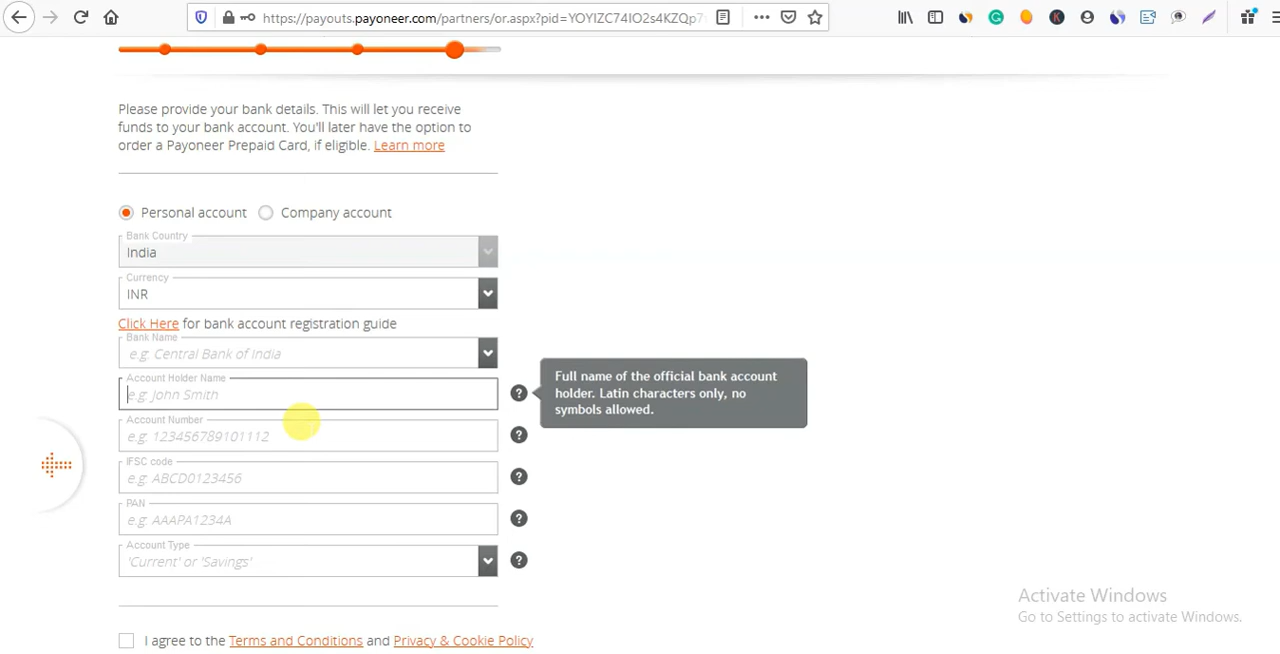 https://payouts.payoneer.com/partners/or.aspx?pid=YOYIZC74IO2s4KZQp7
Please provide your bank details. This will let you receive
funds to your bank account. You'll later have the option to
order a Payoneer Prepaid Card, if eligible. Learn more
Personal account Company account
Bank Country
India
Currency
INR
Click Here for bank account registration guide
Bank Name
e.g: Central Bank of India
Account Holder Name
e.g: John Smith
Full name of the official bank account
holder. Latin characters only, no
symbols allowed.
Account Number
e.g: 123456789101112
IFSC code
e.g: ABCD0123456
PAN
e.g: AAAPA1234A
Account Type
'Current' or 'Savings'
Activate Windows
Go to Settings to activate Windows.
I agree to the Terms and Conditions and Privacy & Cookie Policy